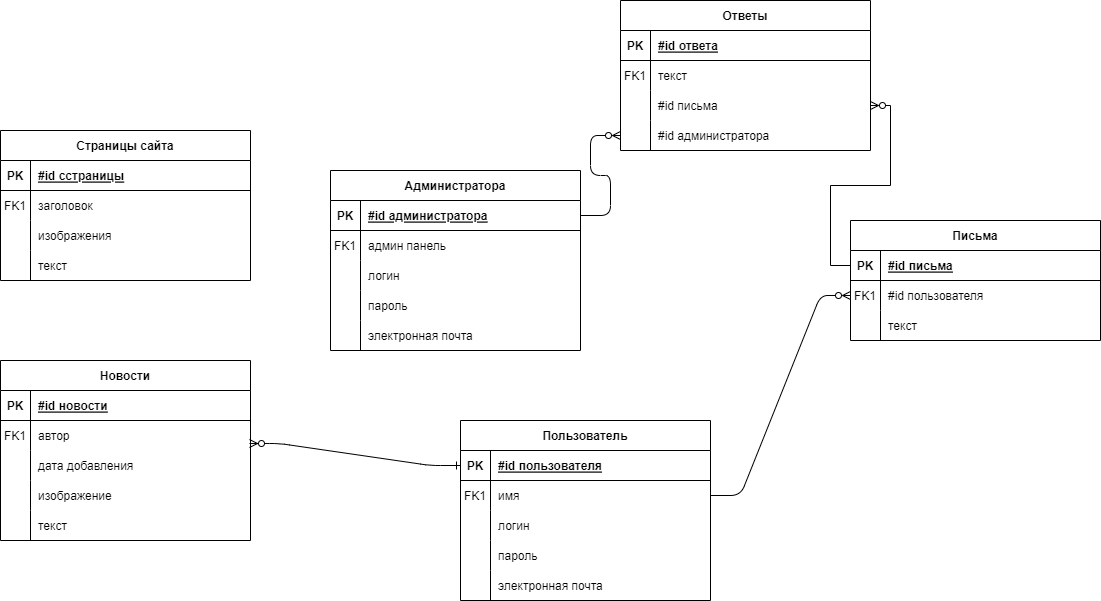 Ответы
PK #id ответа
FK1 текст
#id письма
#id администратора
Страницы сайта
PK #id сстраницы
FK1 заголовок
изображения
текст
Администратора
PK #id администратора
FK1 админ панель
логин
пароль
электронная почта
Письма
PK #id письма
FK1 #id пользователя
текст
Новости
PK #id новости
FK1 автор
дата добавления
изображение
текст
Пользователь
PK #id пользователя
FK1 имя
логин
пароль
электронная почта